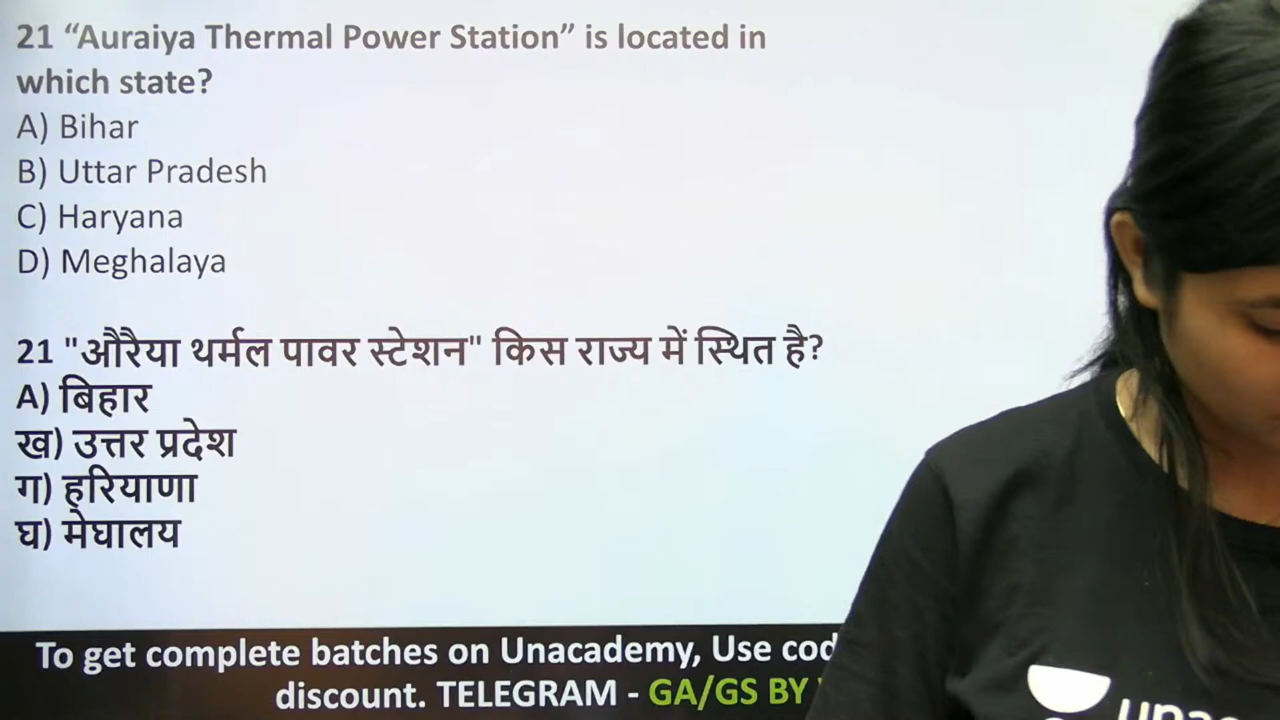 21 “Auraiya Thermal Power Station” is located in
which state?
A) Bihar
B) Uttar Pradesh
C) Haryana
D) Meghalaya
21 "औरैया थर्मल पावर स्टेशन" किस राज्य में स्थित है?
A) बिहार
ख) उत्तर प्रदेश
ग) हरियाणा
घ) मेघालय
To get complete batches on Unacademy, Use
discount. TELEGRAM - GA/GS BY